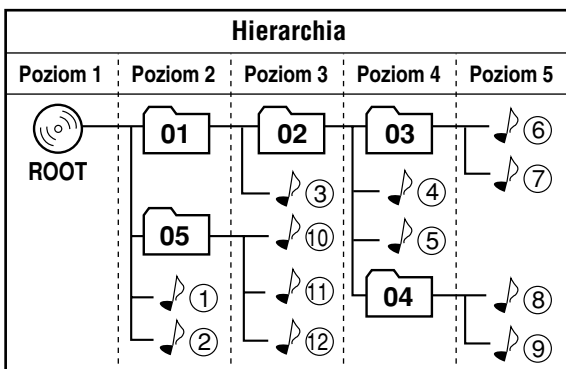 Hierarchia
Poziom 1 Poziom 2 Poziom 3 Poziom 4 Poziom 5
ROOT 01 02 03 ⑥
③ ④ ⑦
05 ⑩ ⑤
① ⑪ 04 ⑧
② ⑫ ⑨